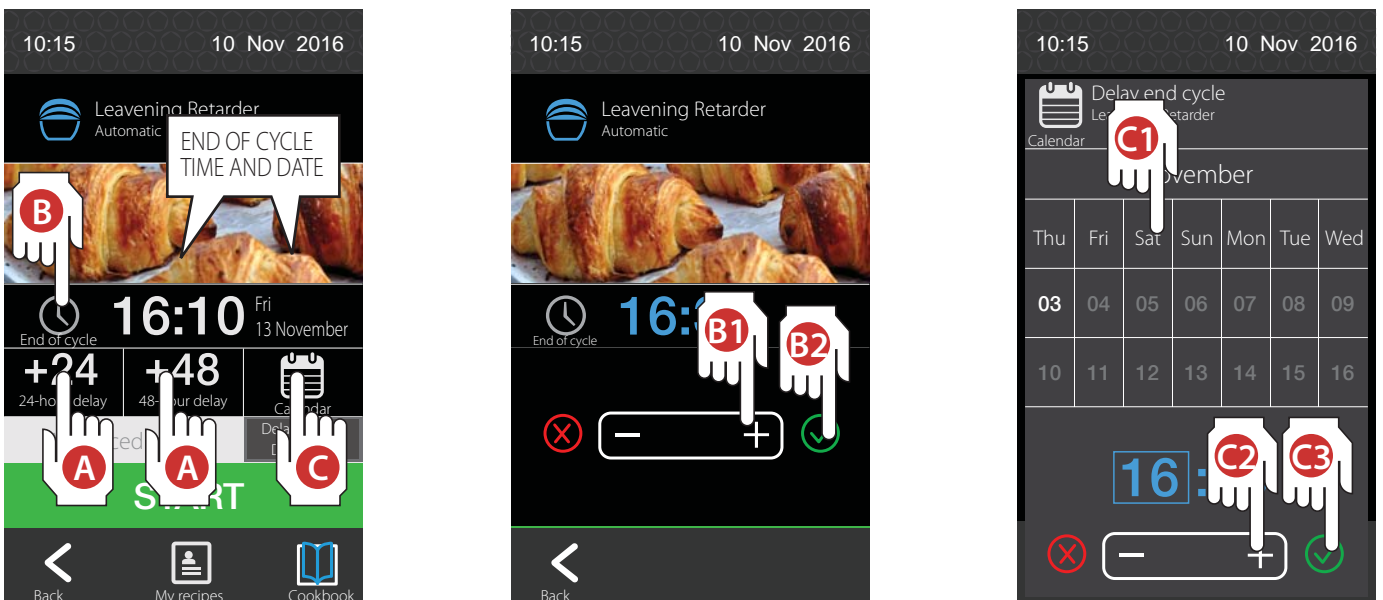 10:15 10 Nov 2016
Leavening Retarder
Automatic
END OF CYCLE
TIME AND DATE
B
16:10 Fri
13 November
End of cycle
+24 +48
24-hour delay 48-hour delay Calendar
A A C
START
Back My recipes Cookbook
10:15 10 Nov 2016
Leavening Retarder
Automatic
16:
End of cycle
B1 B2
− +
Back
10:15 10 Nov 2016
Delay end cycle
Retarder
Calendar
C1
November
Thu Fri Sat Sun Mon Tue Wed
03 04 05 06 07 08 09
10 11 12 13 14 15 16
16 :
C2 C3
− +